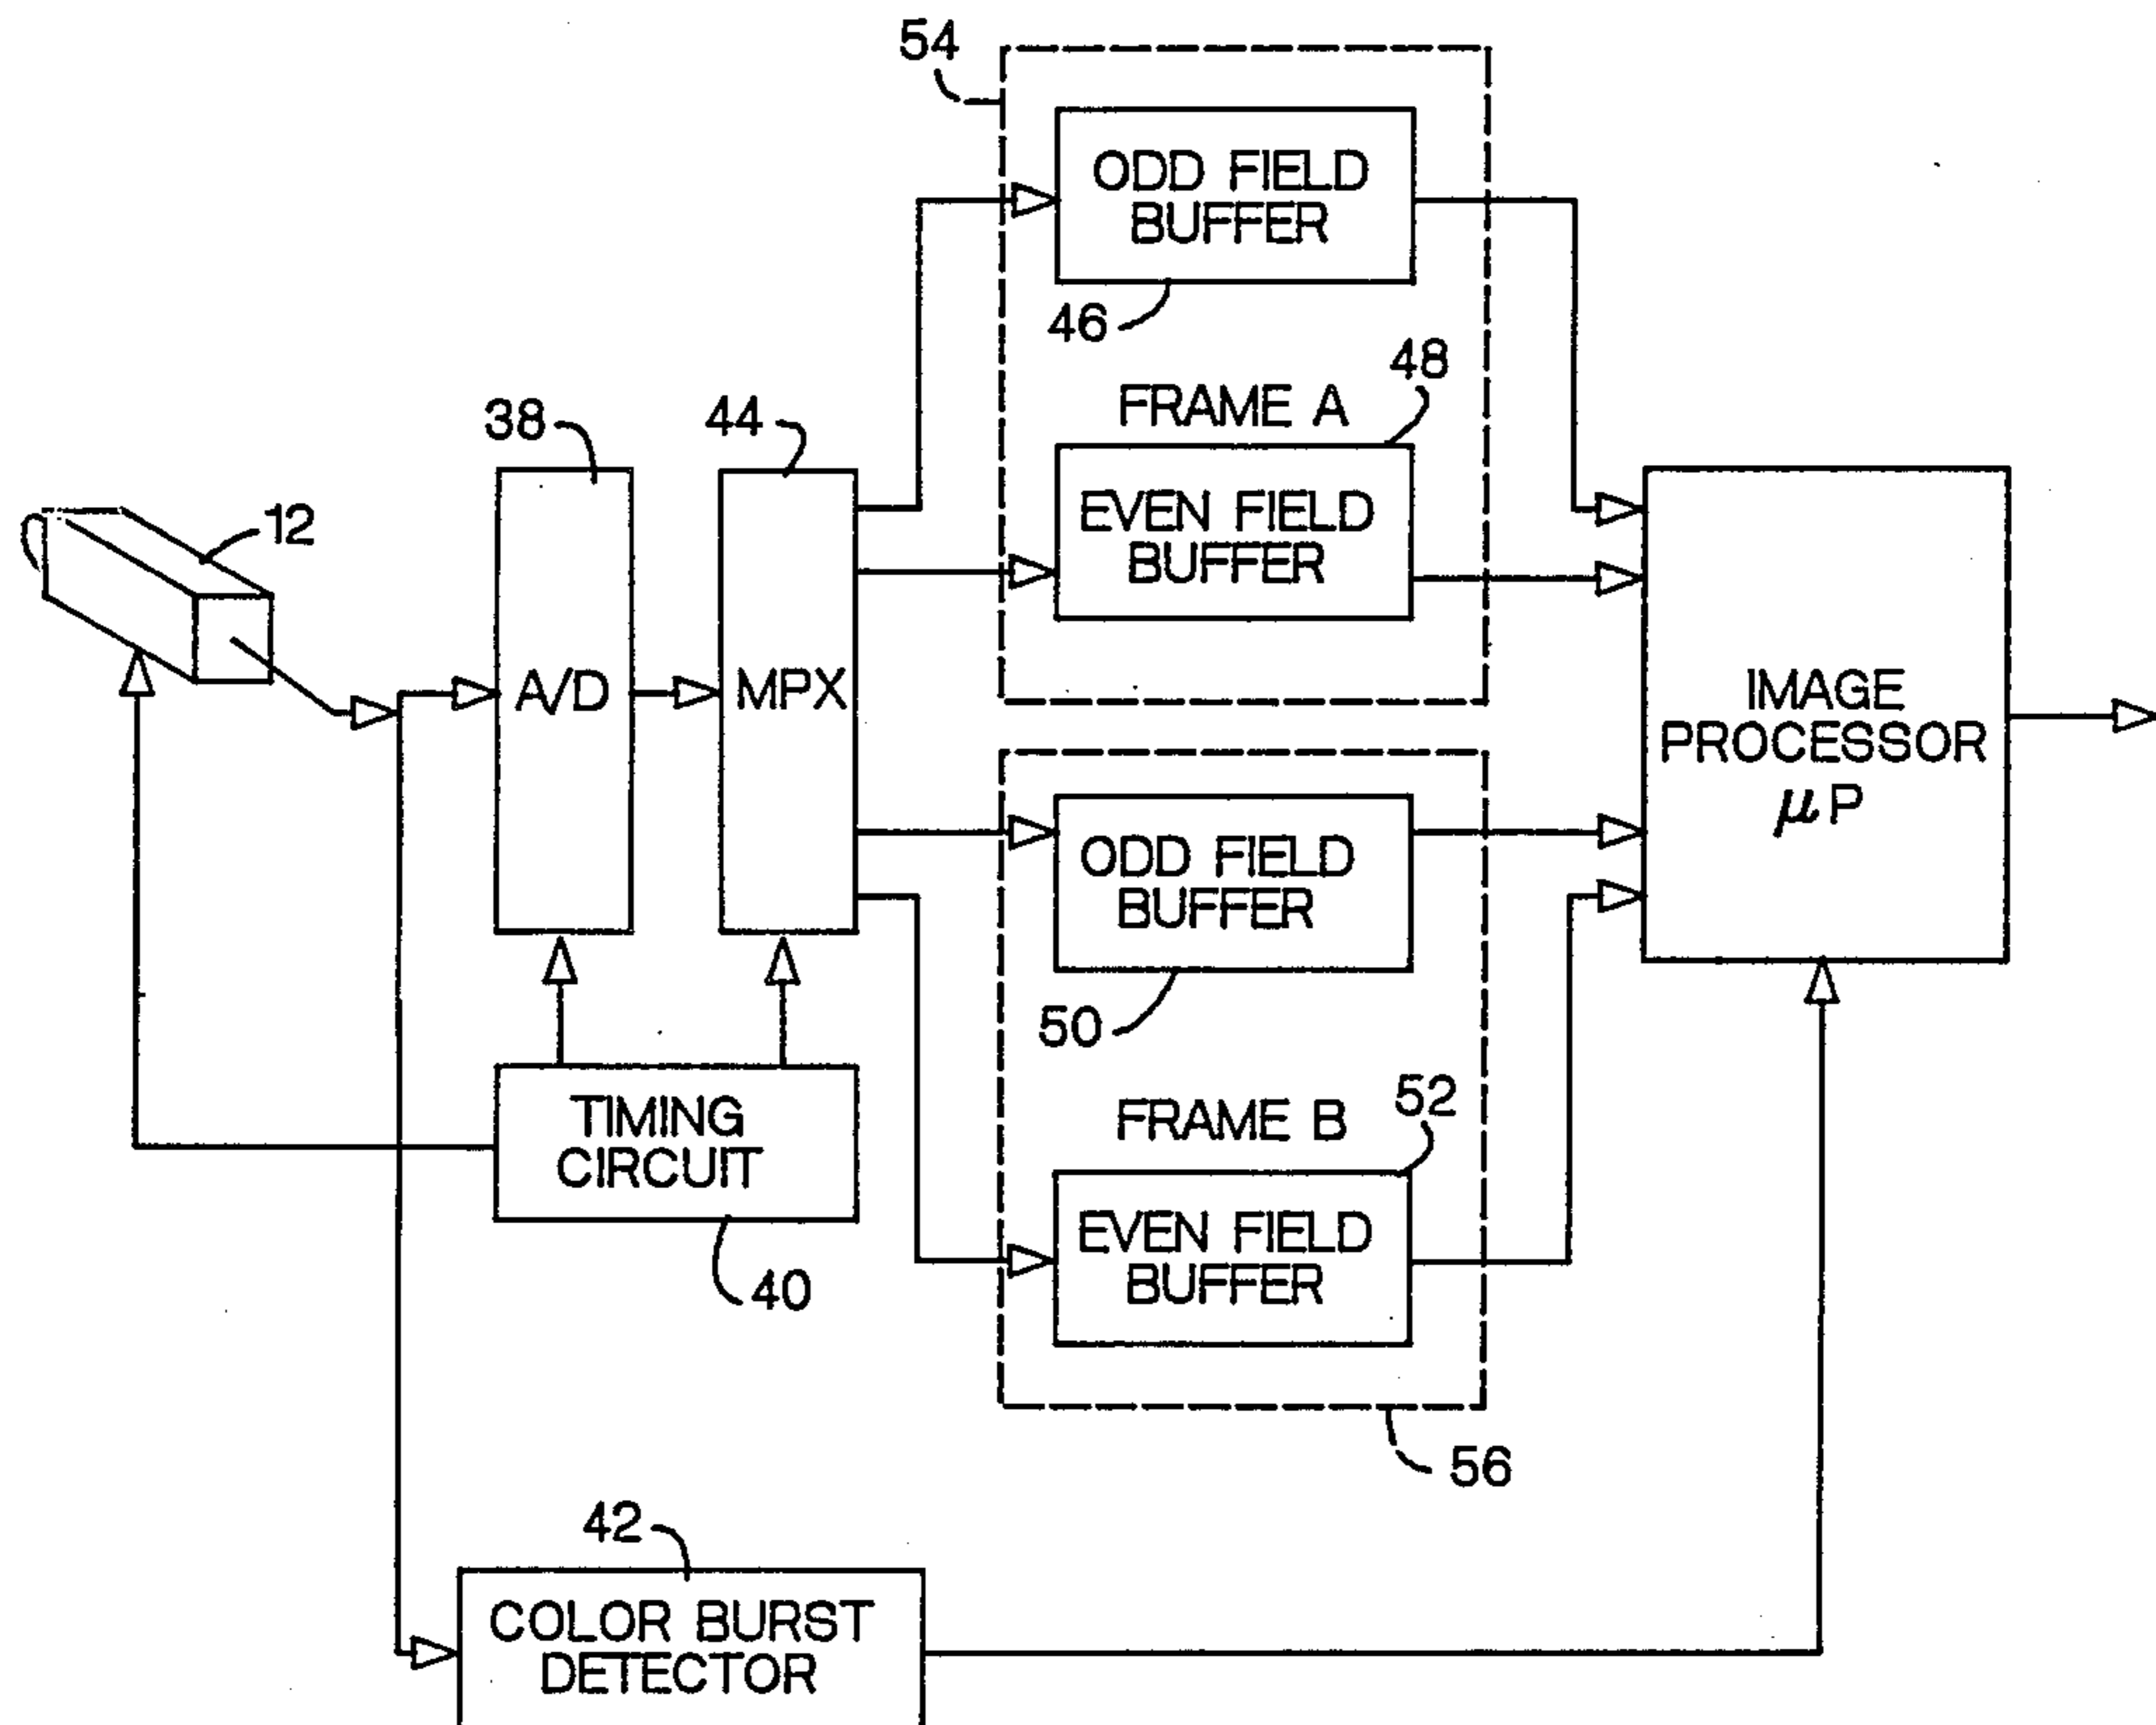 54
ODD FIELD
BUFFER
46
48
FRAME A
38
44
EVEN FIELD
BUFFER
12
A/D
MPX
IMAGE
PROCESSOR
μP
ODD FIELD
BUFFER
50
TIMING
CIRCUIT
40
FRAME B
52
EVEN FIELD
BUFFER
56
42
COLOR BURST
DETECTOR